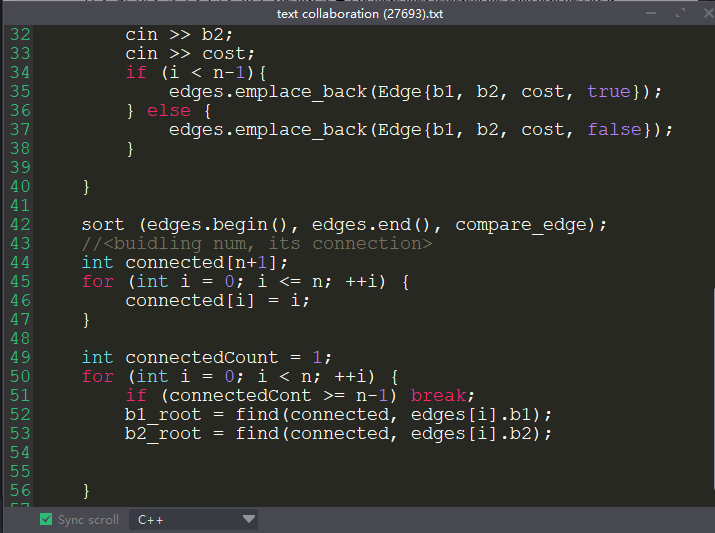 text collaboration (27693).txt
32 cin >> b2;
33 cin >> cost;
34 if (i < n-1){
35 edges.emplace_back(Edge{b1, b2, cost, true});
36 } else {
37 edges.emplace_back(Edge{b1, b2, cost, false});
38 }
39
40 }
41
42 sort (edges.begin(), edges.end(), compare_edge);
43 //<buidling num, its connection>
44 int connected[n+1];
45 for (int i = 0; i <= n; ++i) {
46 connected[i] = i;
47 }
48
49 int connectedCount = 1;
50 for (int i = 0; i < n; ++i) {
51 if (connectedCont >= n-1) break;
52 b1_root = find(connected, edges[i].b1);
53 b2_root = find(connected, edges[i].b2);
54
55
56 }
57
Sync scroll C++